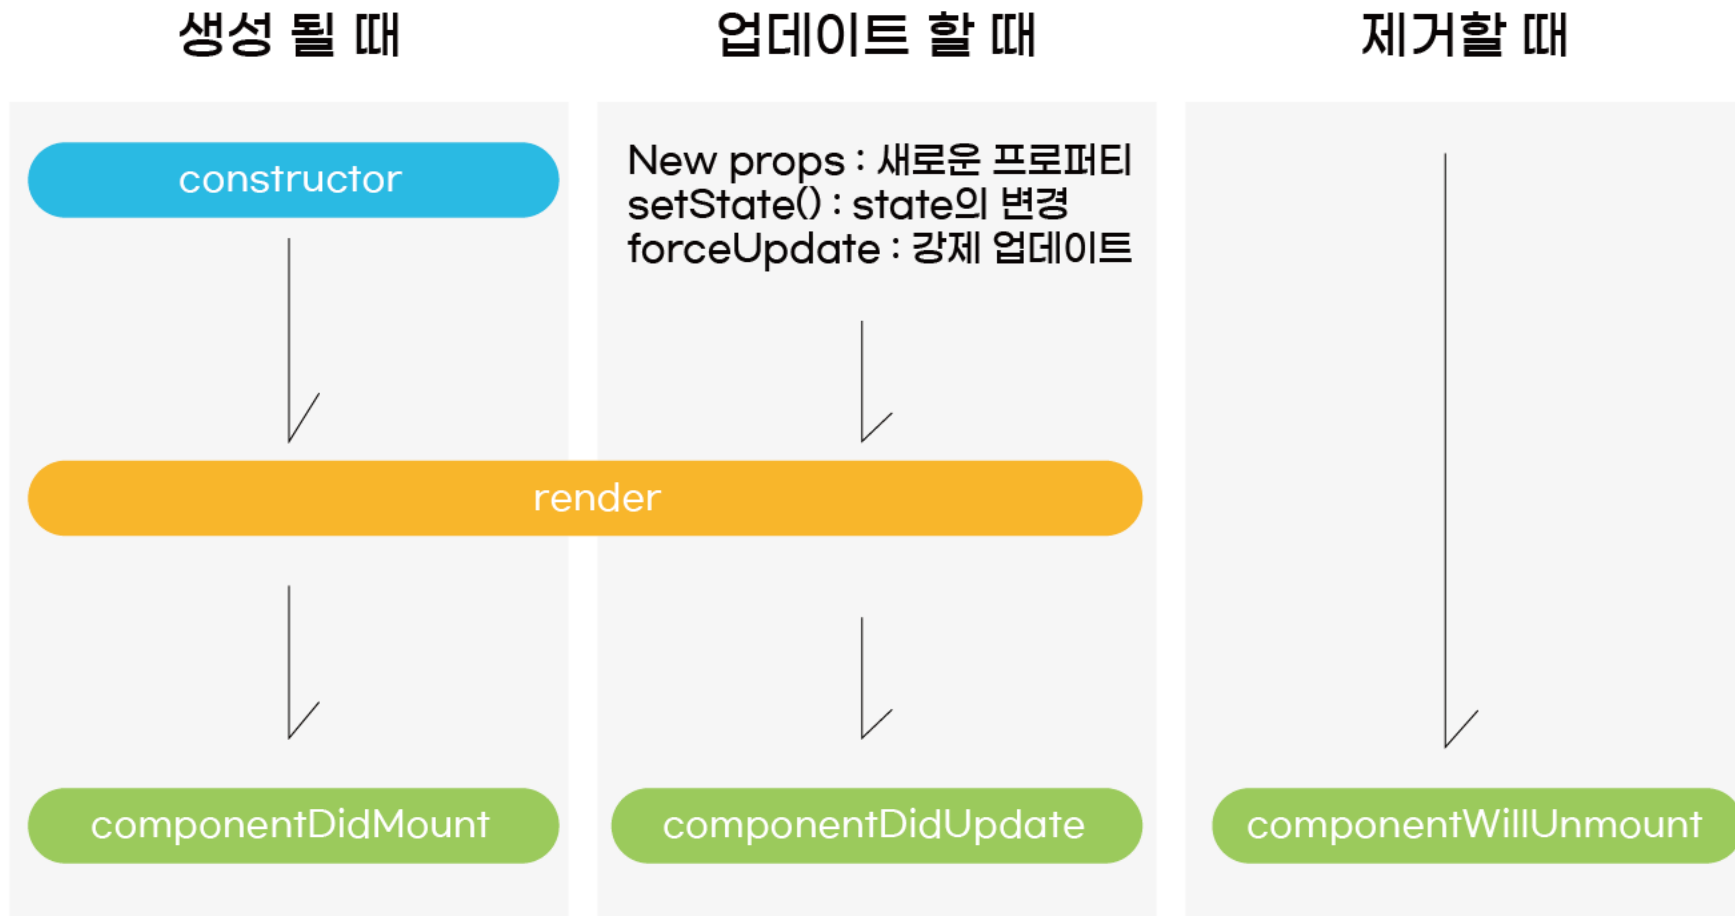 생성 될 때
업데이트 할 때
제거할 때
constructor
New props : 새로운 프로퍼티
setState() : state의 변경
forceUpdate : 강제 업데이트
render
componentDidMount
componentDidUpdate
componentWillUnmount